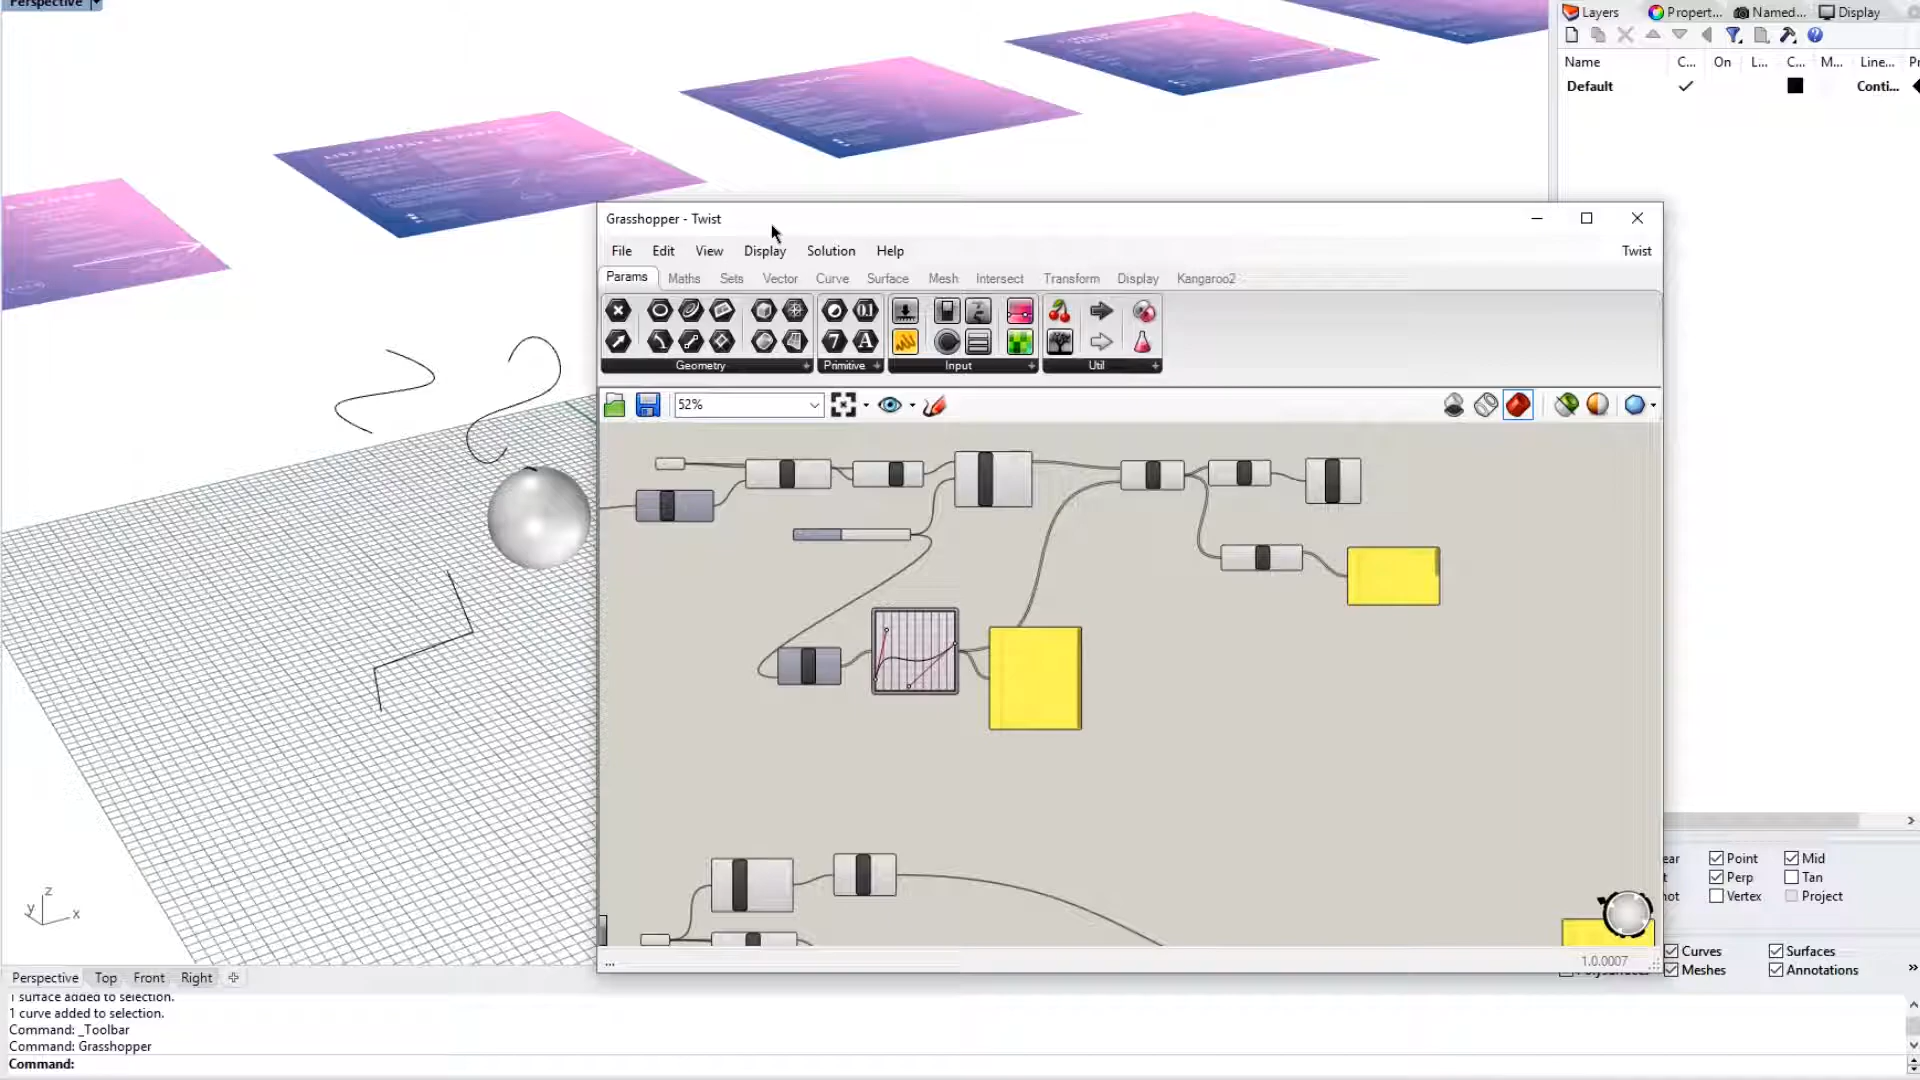 Perspective
Layers Propert... Named... Display
Name C... On L... C... M... Line... Pr
Default Conti...
Grasshopper - Twist
File Edit View Display Solution Help Twist
Params Maths Sets Vector Curve Surface Mesh Intersect Transform Display Kangaroo2
Geometry Primitive Input Util
52%
z
y x
ear Point Mid
t Perp Tan
not Vertex Project
... 1.0.0007
Curves Surfaces
Meshes Annotations
Perspective Top Front Right
1 surface added to selection.
1 curve added to selection.
Command: _Toolbar
Command: Grasshopper
Command: